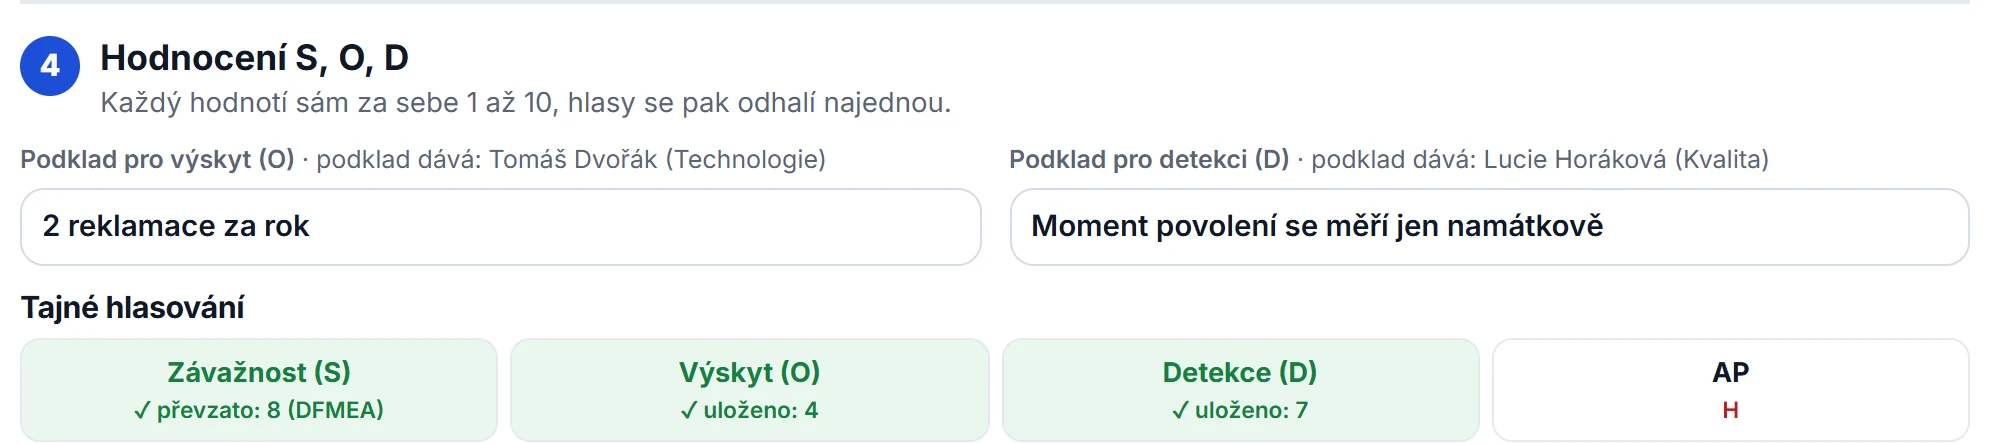 4
Hodnocení S, O, D
Každý hodnotí sám za sebe 1 až 10, hlasy se pak odhalí najednou.
Podklad pro výskyt (O) · podklad dává: Tomáš Dvořák (Technologie)
2 reklamace za rok
Podklad pro detekci (D) · podklad dává: Lucie Horáková (Kvalita)
Moment povolení se měří jen namátkově
Tajné hlasování
Závažnost (S)
✓ převzato: 8 (DFMEA)
Výskyt (O)
✓ uloženo: 4
Detekce (D)
✓ uloženo: 7
AP
H